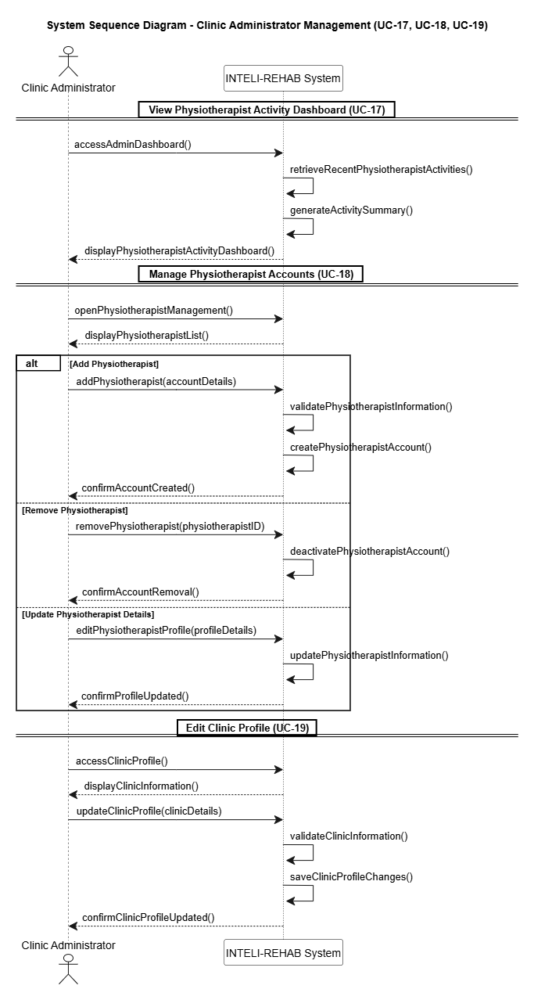 System Sequence Diagram - Clinic Administrator Management (UC-17, UC-18, UC-19)
Clinic Administrator
INTELI-REHAB System
View Physiotherapist Activity Dashboard (UC-17)
accessAdminDashboard()
retrieveRecentPhysiotherapistActivities()
generateActivitySummary()
displayPhysiotherapistActivityDashboard()
Manage Physiotherapist Accounts (UC-18)
openPhysiotherapistManagement()
displayPhysiotherapistList()
alt [Add Physiotherapist]
addPhysiotherapist(accountDetails)
validatePhysiotherapistInformation()
createPhysiotherapistAccount()
confirmAccountCreated()
[Remove Physiotherapist]
removePhysiotherapist(physiotherapistID)
deactivatePhysiotherapistAccount()
confirmAccountRemoval()
[Update Physiotherapist Details]
editPhysiotherapistProfile(profileDetails)
updatePhysiotherapistInformation()
confirmProfileUpdated()
Edit Clinic Profile (UC-19)
accessClinicProfile()
displayClinicInformation()
updateClinicProfile(clinicDetails)
validateClinicInformation()
saveClinicProfileChanges()
confirmClinicProfileUpdated()
Clinic Administrator
INTELI-REHAB System